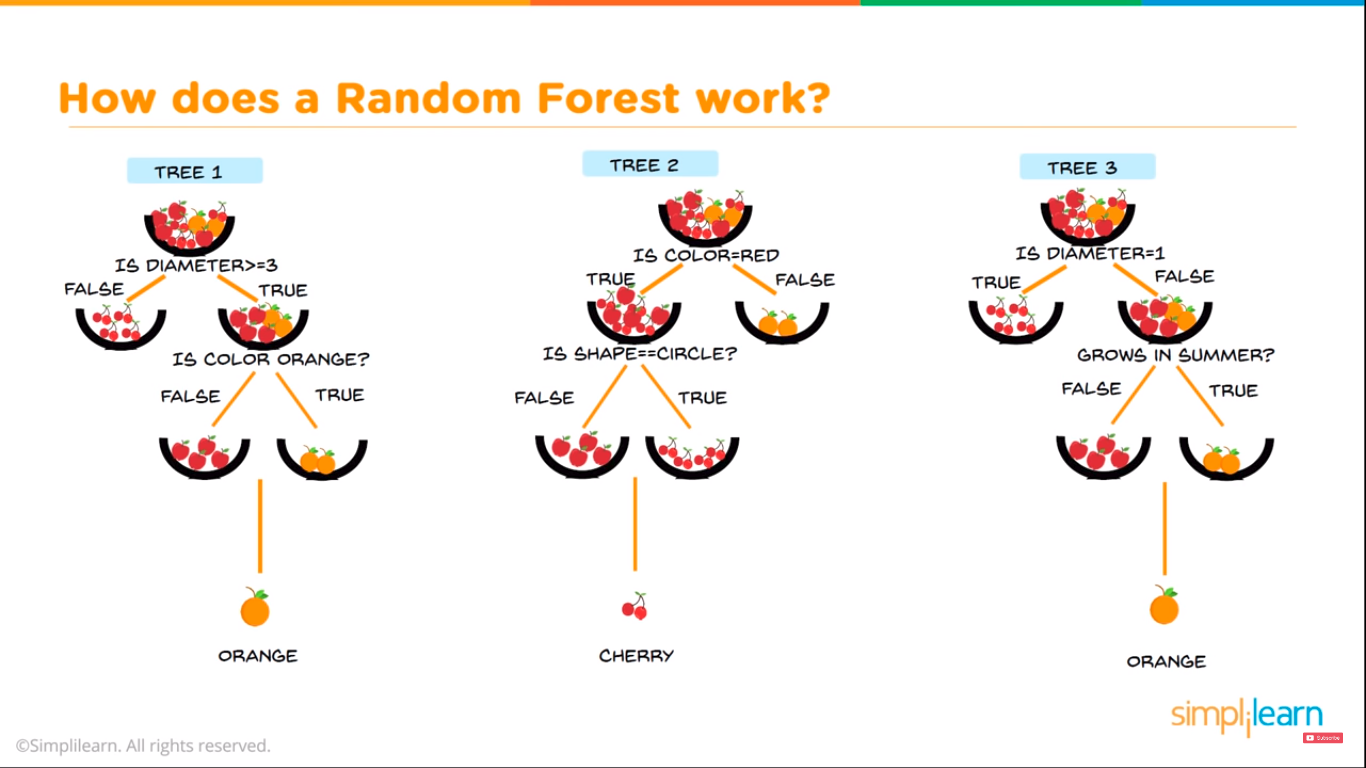 How does a Random Forest work?
TREE 1
IS DIAMETER>=3
FALSE
TRUE
IS COLOR ORANGE?
FALSE
TRUE
ORANGE
TREE 2
IS COLOR=RED
TRUE
FALSE
IS SHAPE==CIRCLE?
FALSE
TRUE
CHERRY
TREE 3
IS DIAMETER=1
TRUE
FALSE
GROWS IN SUMMER?
FALSE
TRUE
ORANGE
simplilearn
Subscribe
©Simplilearn. All rights reserved.